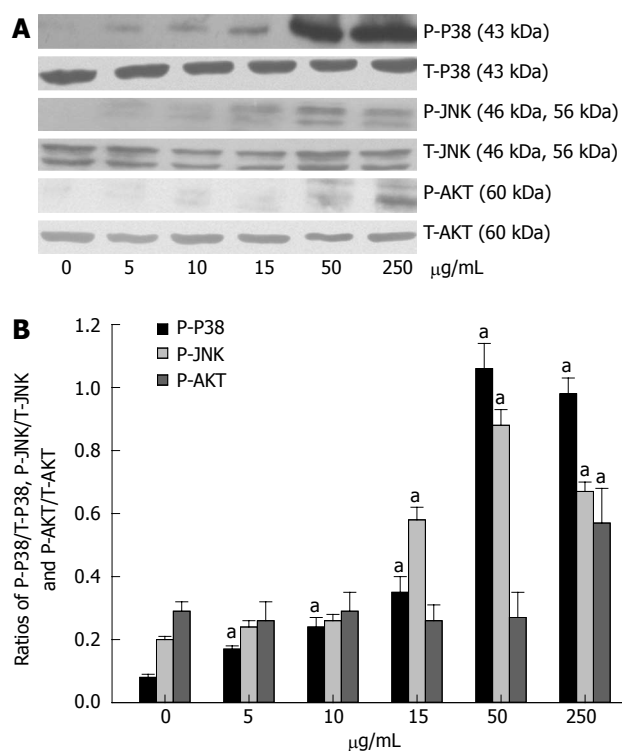 A
P-P38 (43 kDa)
T-P38 (43 kDa)
P-JNK (46 kDa, 56 kDa)
T-JNK (46 kDa, 56 kDa)
P-AKT (60 kDa)
T-AKT (60 kDa)
0 5 10 15 50 250 μg/mL
B
Ratios of P-P38/T-P38, P-JNK/T-JNK
and P-AKT/T-AKT
1.2
1.0
0.8
0.6
0.4
0.2
0.0
P-P38
P-JNK
P-AKT
a
a
a
a
a
a
a
a
a
0 5 10 15 50 250
μg/mL